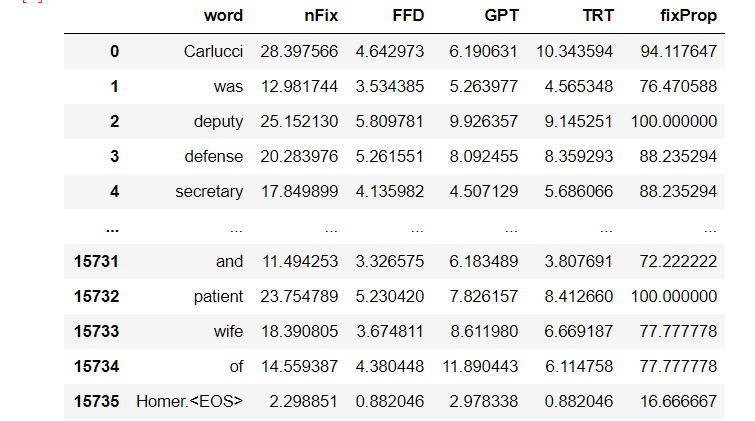 word nFix FFD GPT TRT fixProp
0 Carlucci 28.397566 4.642973 6.190631 10.343594 94.117647
1 was 12.981744 3.534385 5.263977 4.565348 76.470588
2 deputy 25.152130 5.809781 9.926357 9.145251 100.000000
3 defense 20.283976 5.261551 8.092455 8.359293 88.235294
4 secretary 17.849899 4.135982 4.507129 5.686066 88.235294
... ... ... ... ... ... ...
15731 and 11.494253 3.326575 6.183489 3.807691 72.222222
15732 patient 23.754789 5.230420 7.826157 8.412660 100.000000
15733 wife 18.390805 3.674811 8.611980 6.669187 77.777778
15734 of 14.559387 4.380448 11.890443 6.114758 77.777778
15735 Homer.<EOS> 2.298851 0.882046 2.978338 0.882046 16.666667